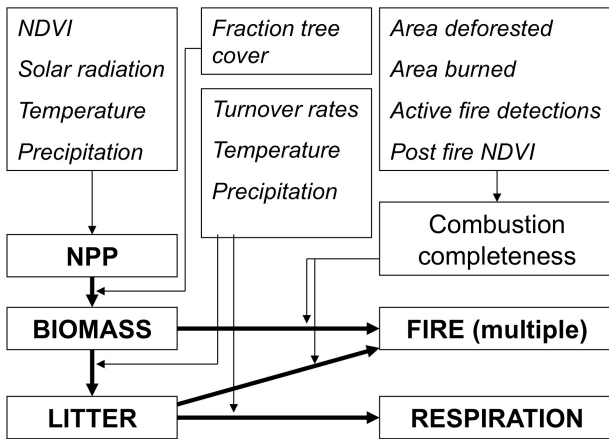 NDVI
Solar radiation
Temperature
Precipitation
Fraction tree
cover
Turnover rates
Temperature
Precipitation
Area deforested
Area burned
Active fire detections
Post fire NDVI
Combustion
completeness
NPP
BIOMASS
FIRE (multiple)
LITTER
RESPIRATION